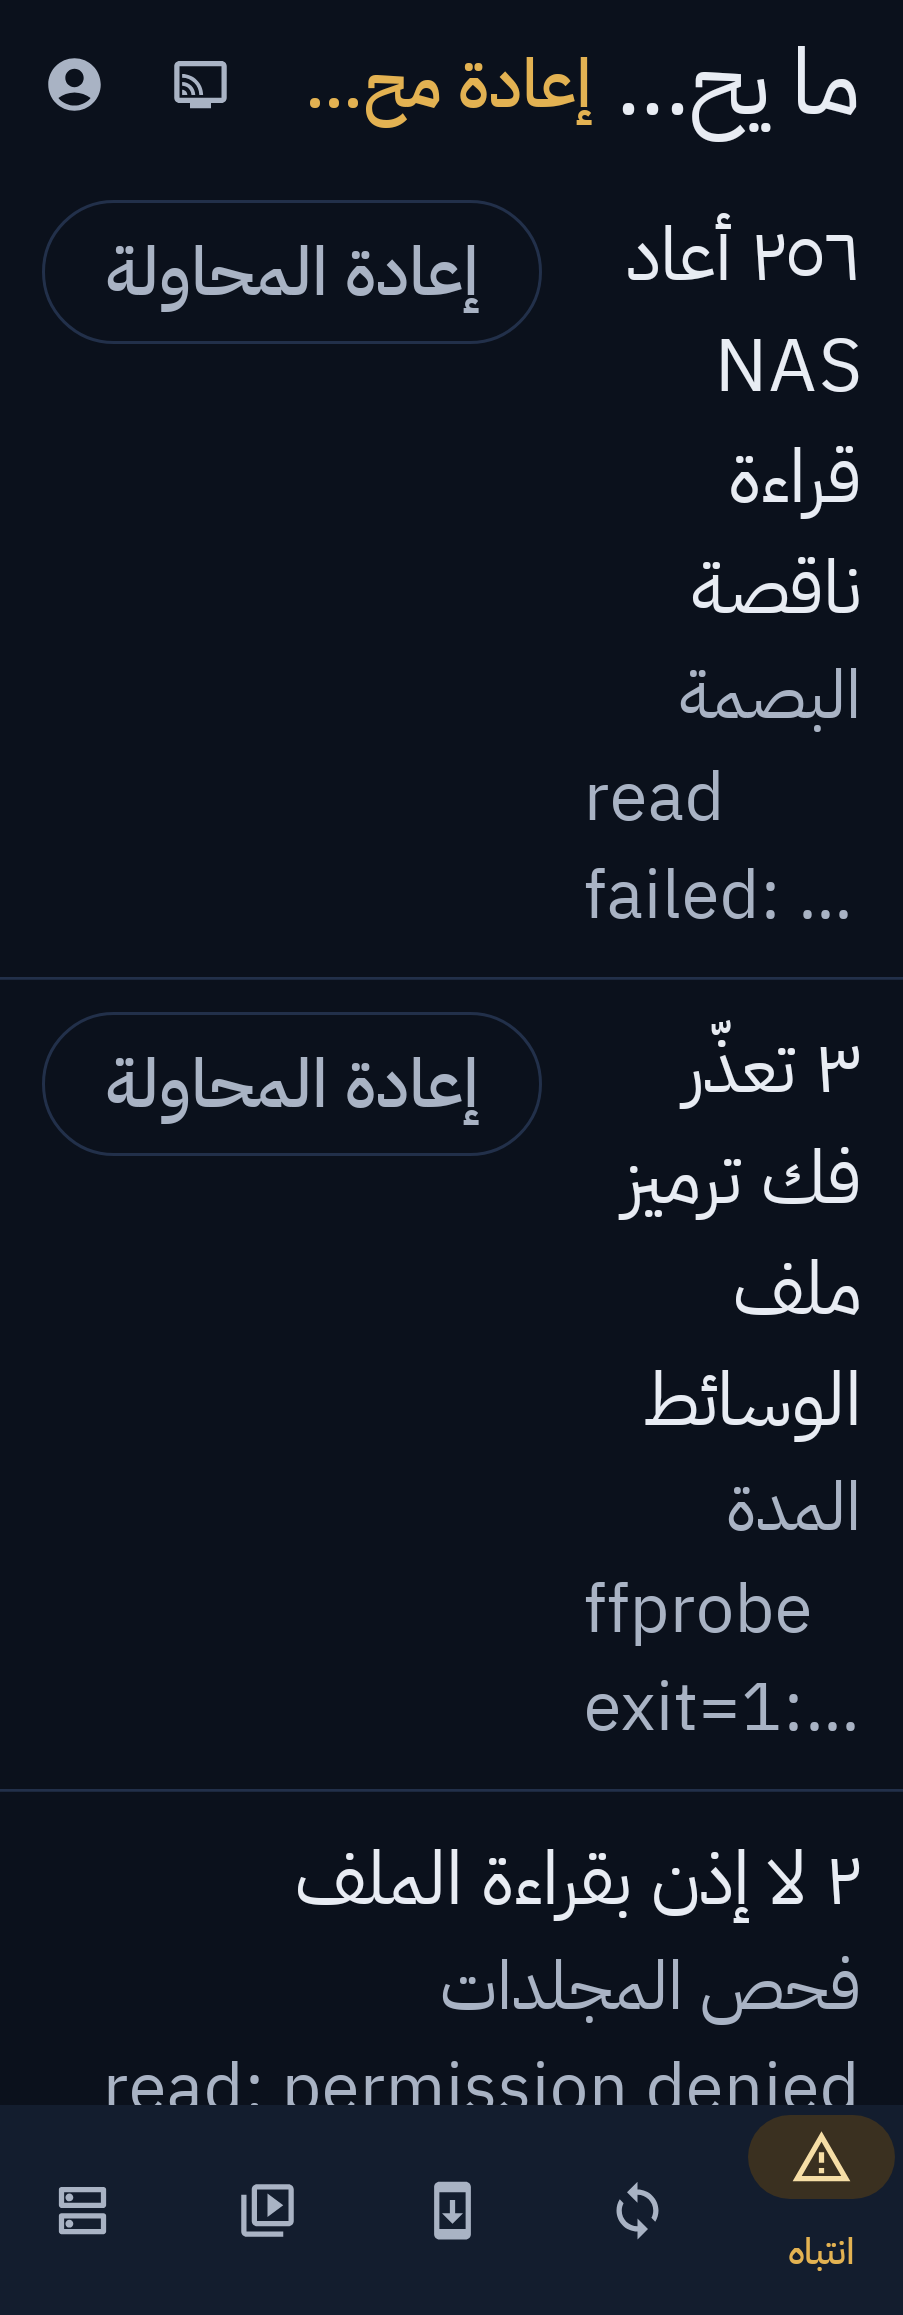 ما يح...
إعادة مح...
٢٥٦ أعاد
NAS
قراءة
ناقصة
البصمة
read
failed: ...
إعادة المحاولة
٣ تعذّر
فك ترميز
ملف
الوسائط
المدة
ffprobe
exit=1:...
إعادة المحاولة
٢ لا إذن بقراءة الملف
فحص المجلدات
read: permission denied
انتباه